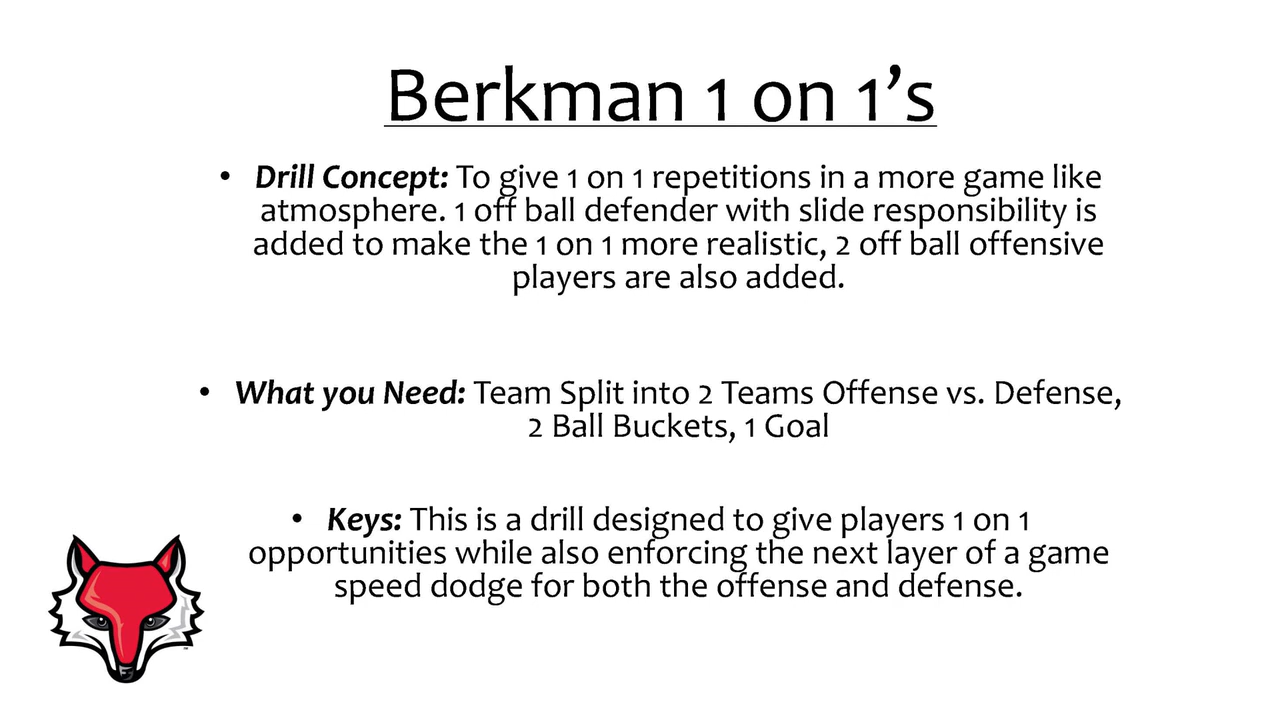 Berkman 1 on 1’s
• Drill Concept: To give 1 on 1 repetitions in a more game like
atmosphere. 1 off ball defender with slide responsibility is
added to make the 1 on 1 more realistic, 2 off ball offensive
players are also added.
• What you Need: Team Split into 2 Teams Offense vs. Defense,
2 Ball Buckets, 1 Goal
• Keys: This is a drill designed to give players 1 on 1
opportunities while also enforcing the next layer of a game
speed dodge for both the offense and defense.